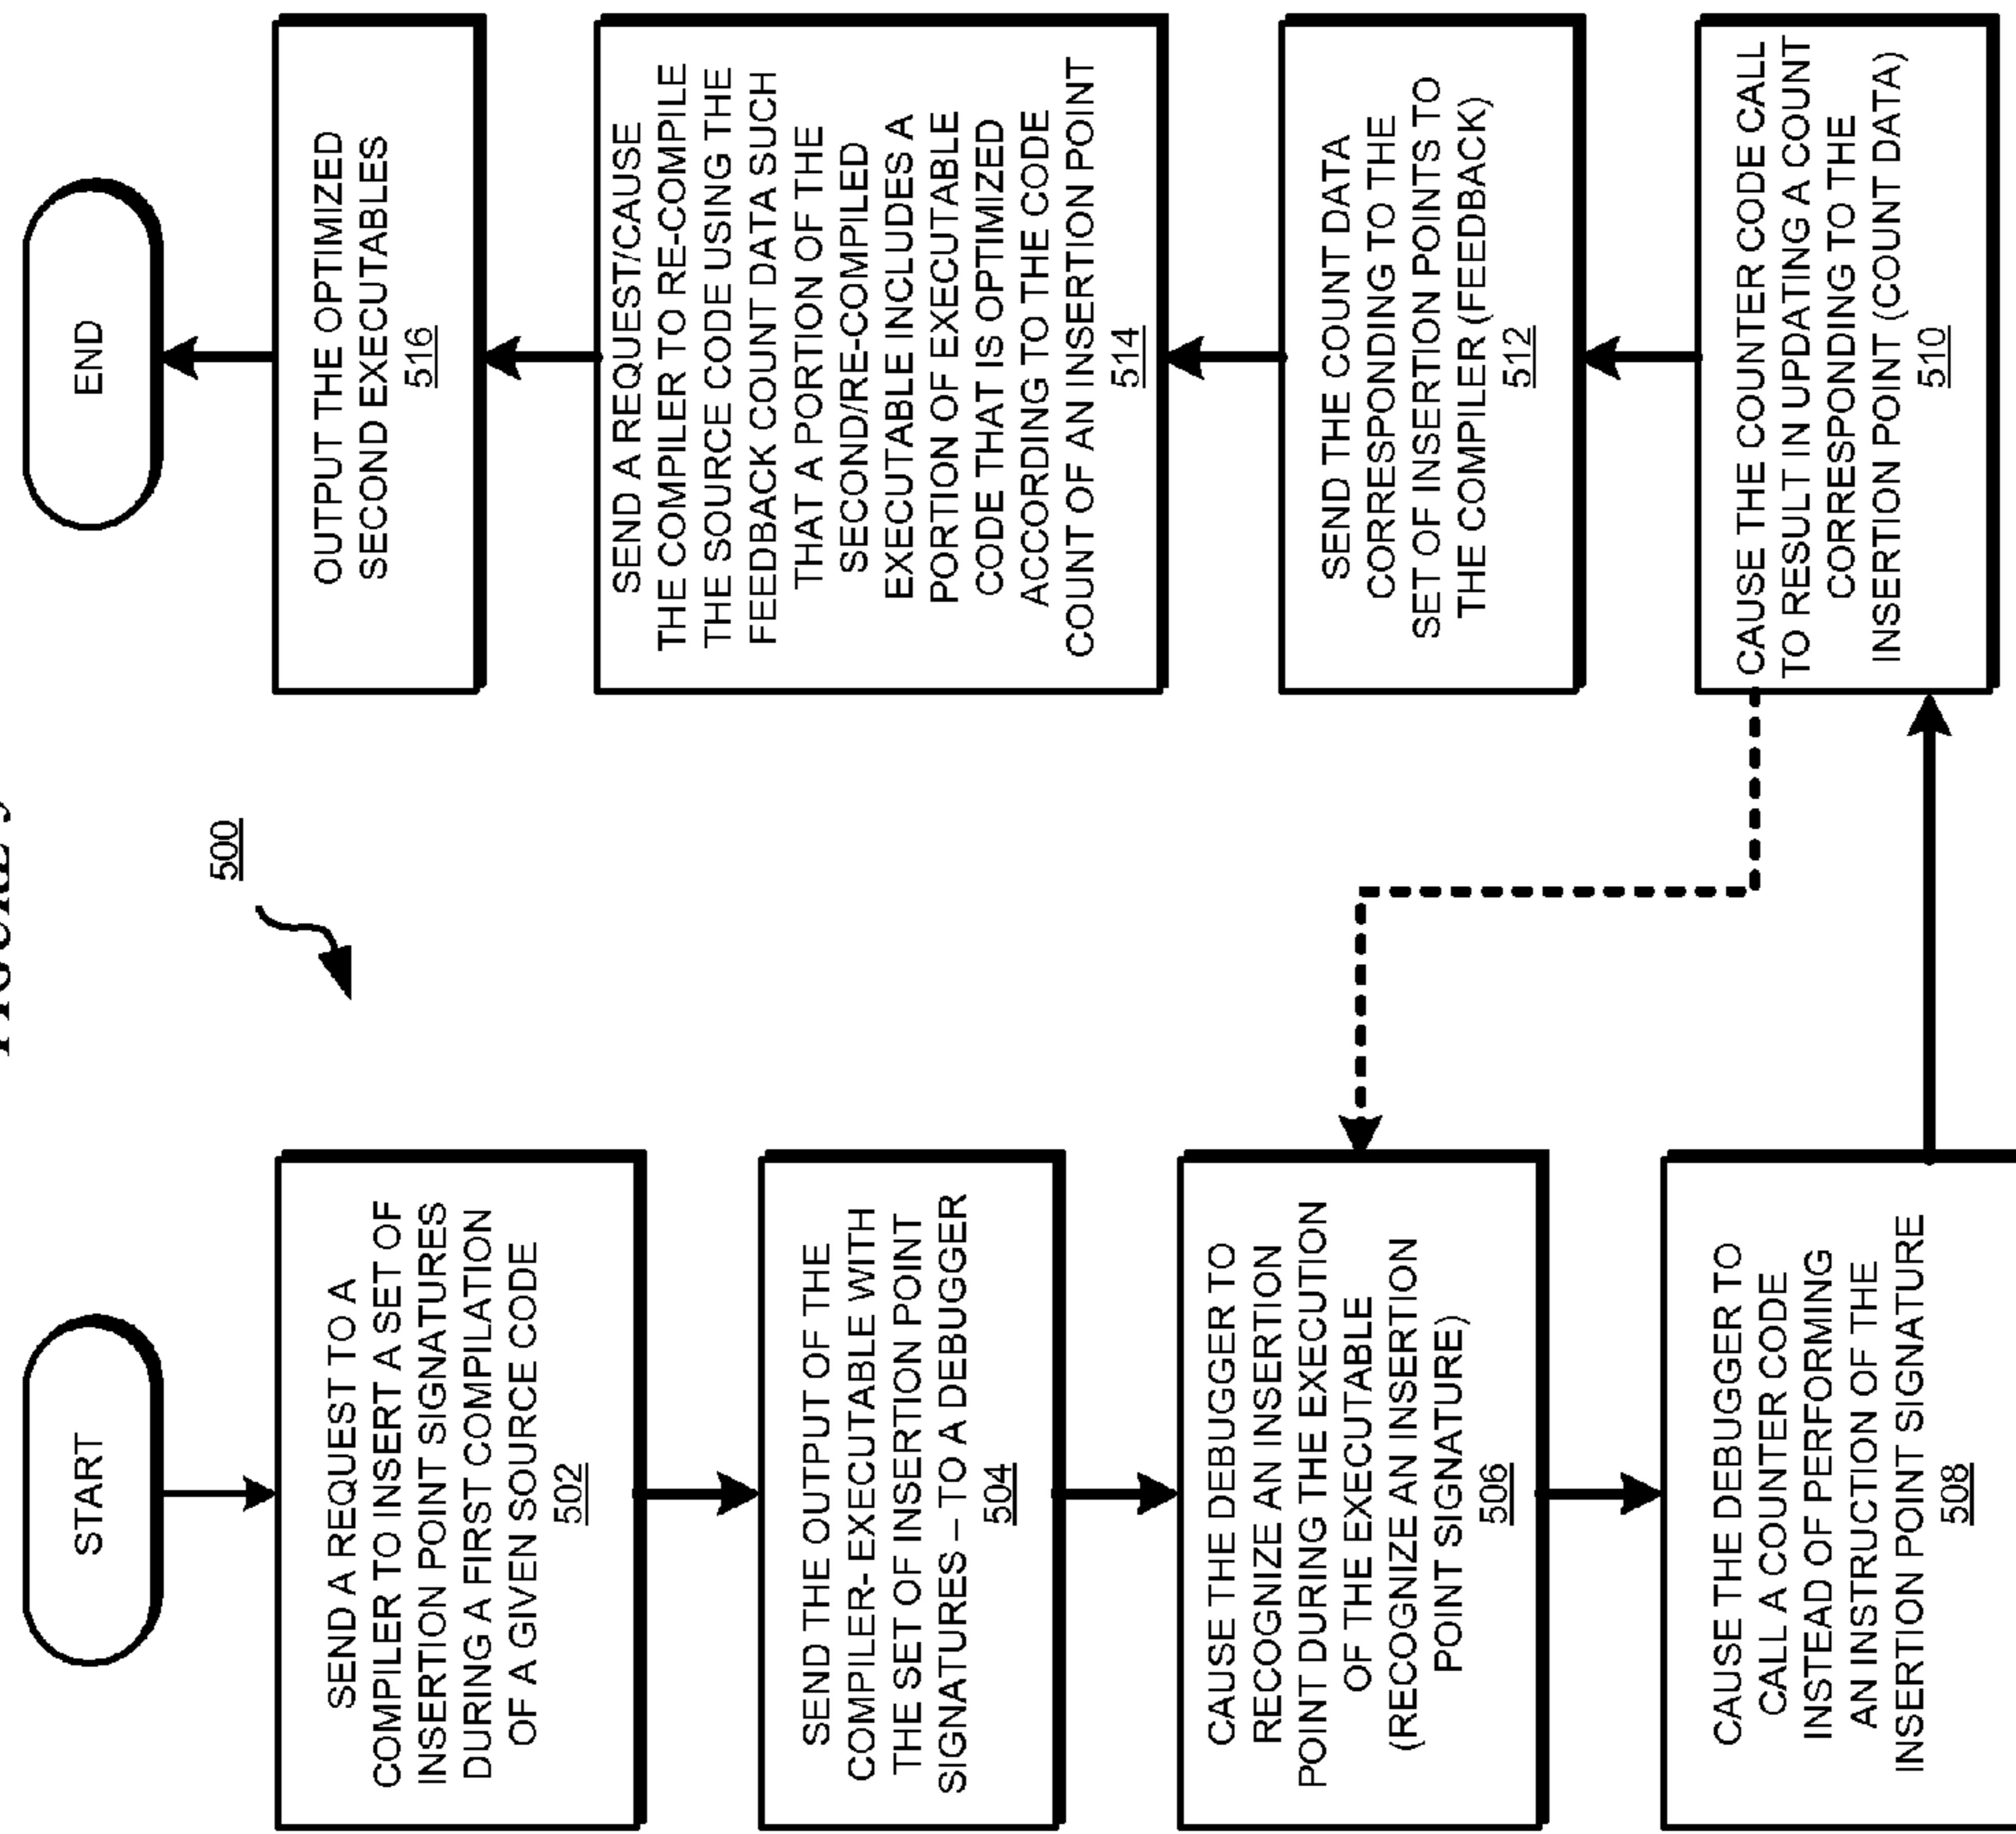 500
START
SEND A REQUEST TO A
COMPILER TO INSERT A SET OF
INSERTION POINT SIGNATURES
DURING A FIRST COMPILATION
OF A GIVEN SOURCE CODE
502
SEND THE OUTPUT OF THE
COMPILER- EXECUTABLE WITH
THE SET OF INSERTION POINT
SIGNATURES – TO A DEBUGGER
504
CAUSE THE DEBUGGER TO
RECOGNIZE AN INSERTION
POINT DURING THE EXECUTION
OF THE EXECUTABLE
(RECOGNIZE AN INSERTION
POINT SIGNATURE)
506
CAUSE THE DEBUGGER TO
CALL A COUNTER CODE
INSTEAD OF PERFORMING
AN INSTRUCTION OF THE
INSERTION POINT SIGNATURE
508
END
OUTPUT THE OPTIMIZED
SECOND EXECUTABLES
516
SEND A REQUEST/CAUSE
THE COMPILER TO RE-COMPILE
THE SOURCE CODE USING THE
FEEDBACK COUNT DATA SUCH
THAT A PORTION OF THE
SECOND/RE-COMPILED
EXECUTABLE INCLUDES A
PORTION OF EXECUTABLE
CODE THAT IS OPTIMIZED
ACCORDING TO THE CODE
COUNT OF AN INSERTION POINT
514
SEND THE COUNT DATA
CORRESPONDING TO THE
SET OF INSERTION POINTS TO
THE COMPILER (FEEDBACK)
512
CAUSE THE COUNTER CODE CALL
TO RESULT IN UPDATING A COUNT
CORRESPONDING TO THE
INSERTION POINT (COUNT DATA)
510